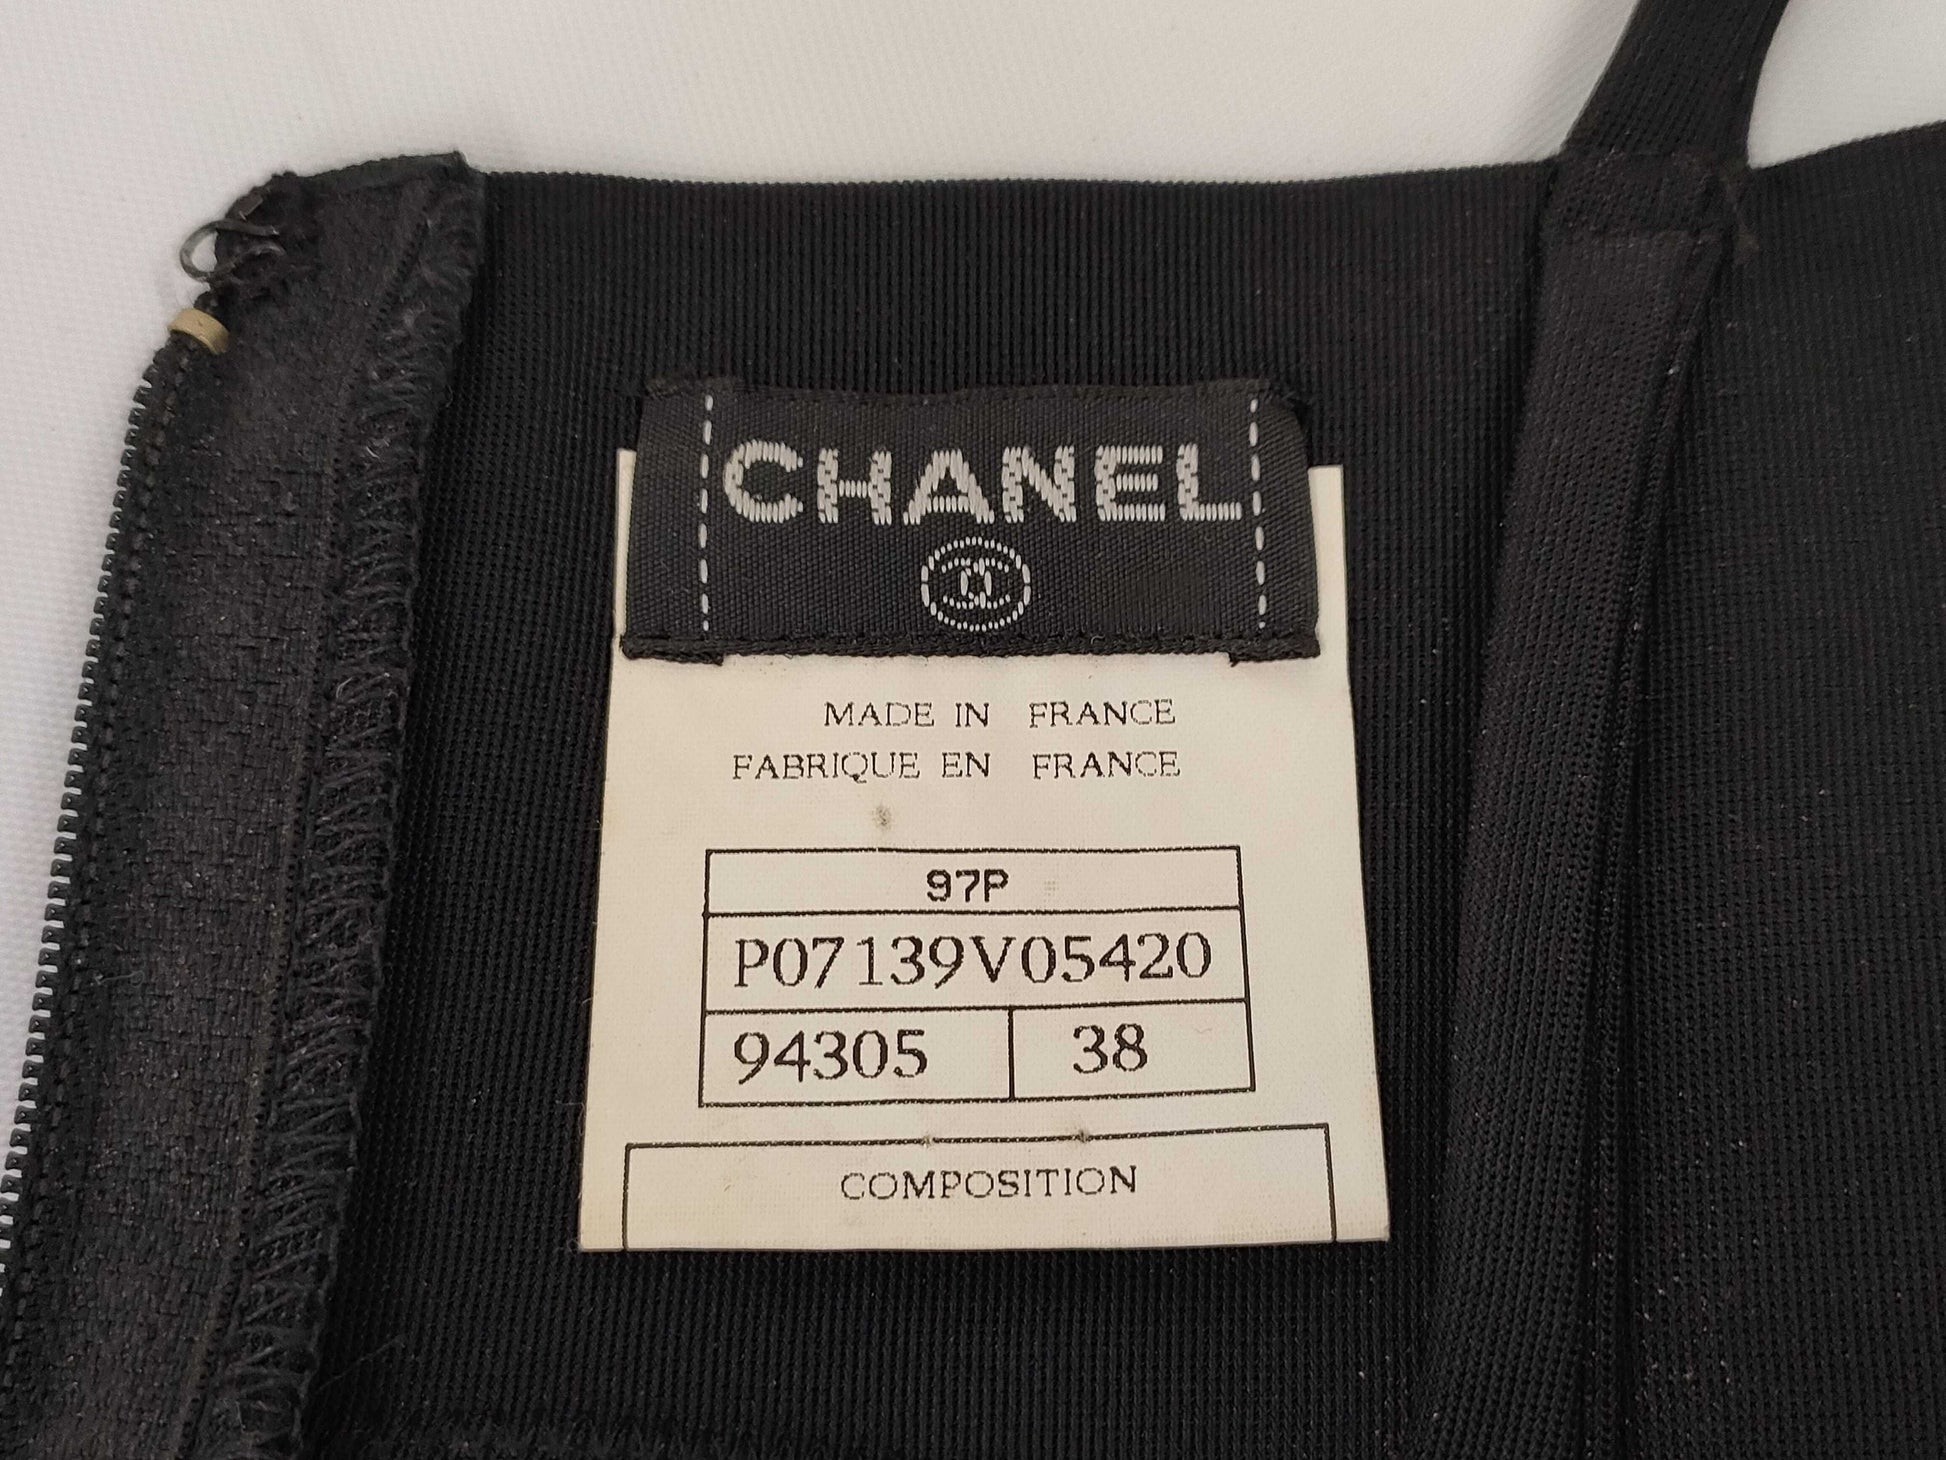 CHANEL
MADE IN FRANCE
FABRIQUE EN FRANCE
97P
P07139V05420
94305 38
COMPOSITION